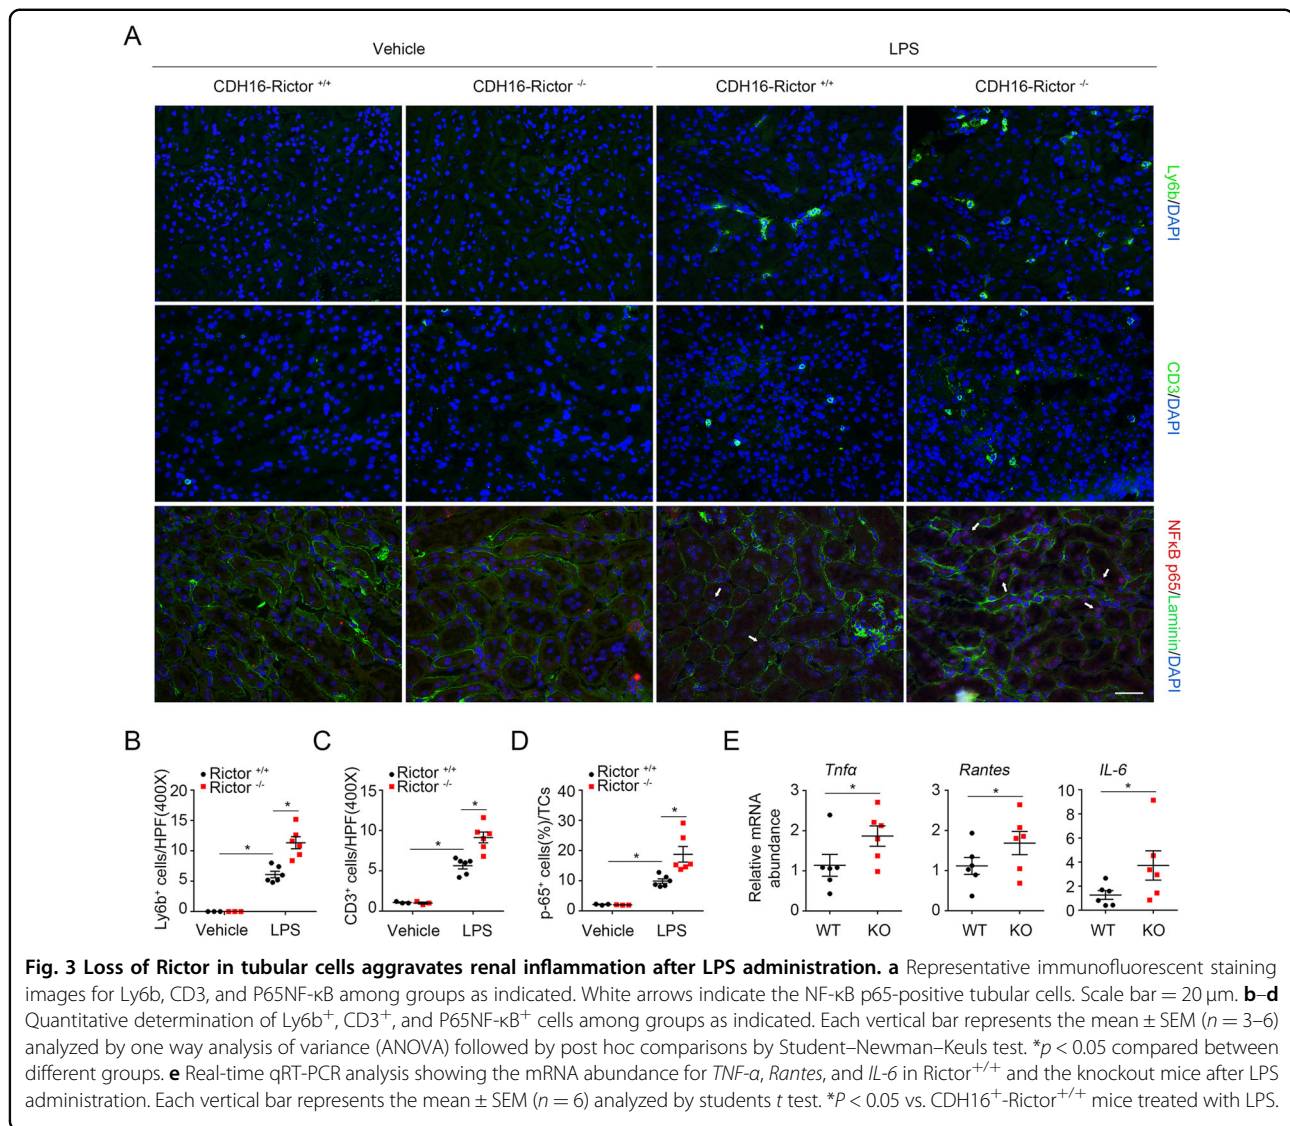 A
Vehicle
LPS
CDH16-Rictor +/+
CDH16-Rictor -/-
CDH16-Rictor +/+
CDH16-Rictor -/-
Ly6b/DAPI
CD3/DAPI
NFκB p65/Laminin/DAPI
B
Rictor +/+
Rictor -/-
Ly6b+ cells/HPF(400X)
20
15
10
5
0
*
*
Vehicle
LPS
C
Rictor +/+
Rictor -/-
CD3+ cells/HPF(400X)
15
10
5
0
*
*
Vehicle
LPS
D
Rictor +/+
Rictor -/-
p-65+ cells(%)/TCs
40
30
20
10
0
*
*
Vehicle
LPS
E
Relative mRNA
abundance
Tnfα
3
2
1
0
*
WT
KO
Rantes
3
2
1
0
*
WT
KO
IL-6
10
8
6
4
2
0
*
WT
KO
Fig. 3 Loss of Rictor in tubular cells aggravates renal inflammation after LPS administration. a Representative immunofluorescent staining
images for Ly6b, CD3, and P65NF-κB among groups as indicated. White arrows indicate the NF-κB p65-positive tubular cells. Scale bar = 20 μm. b–d
Quantitative determination of Ly6b+, CD3+, and P65NF-κB+ cells among groups as indicated. Each vertical bar represents the mean ± SEM (n = 3–6)
analyzed by one way analysis of variance (ANOVA) followed by post hoc comparisons by Student–Newman–Keuls test. *p < 0.05 compared between
different groups. e Real-time qRT-PCR analysis showing the mRNA abundance for TNF-α, Rantes, and IL-6 in Rictor+/+ and the knockout mice after LPS
administration. Each vertical bar represents the mean ± SEM (n = 6) analyzed by students t test. *P < 0.05 vs. CDH16+-Rictor+/+ mice treated with LPS.